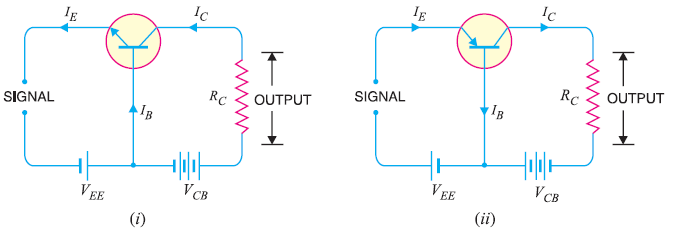 I_E I_C I_E I_C
SIGNAL R_C OUTPUT SIGNAL R_C OUTPUT
I_B I_B
V_EE V_CB V_EE V_CB
(i) (ii)